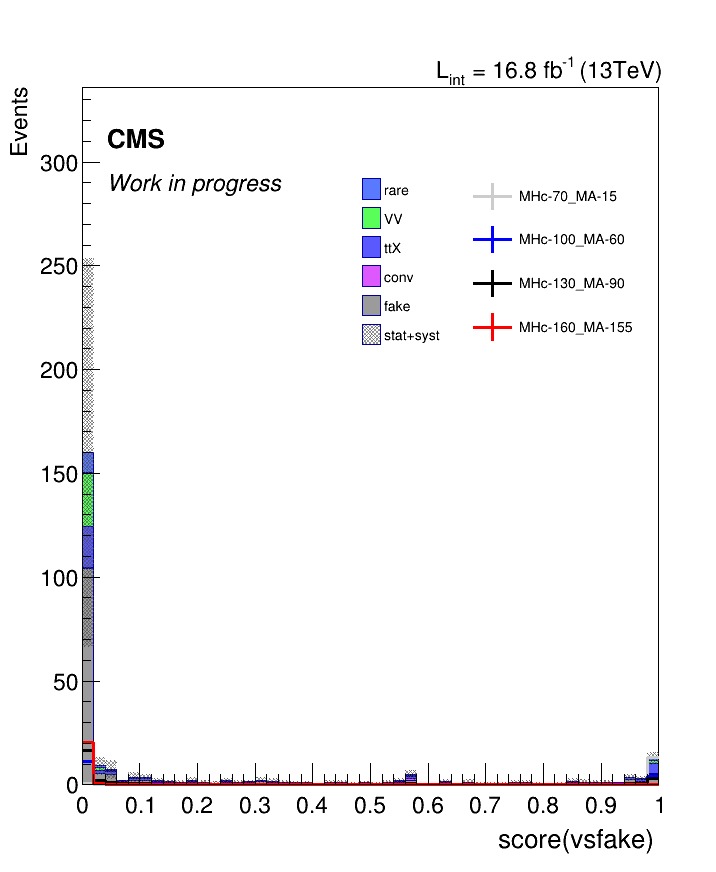 L_int = 16.8 fb^-1 (13TeV)
Events
CMS
Work in progress
rare
VV
ttX
conv
fake
stat+syst
MHc-70_MA-15
MHc-100_MA-60
MHc-130_MA-90
MHc-160_MA-155
300
250
200
150
100
50
0
0 0.1 0.2 0.3 0.4 0.5 0.6 0.7 0.8 0.9 1
score(vsfake)